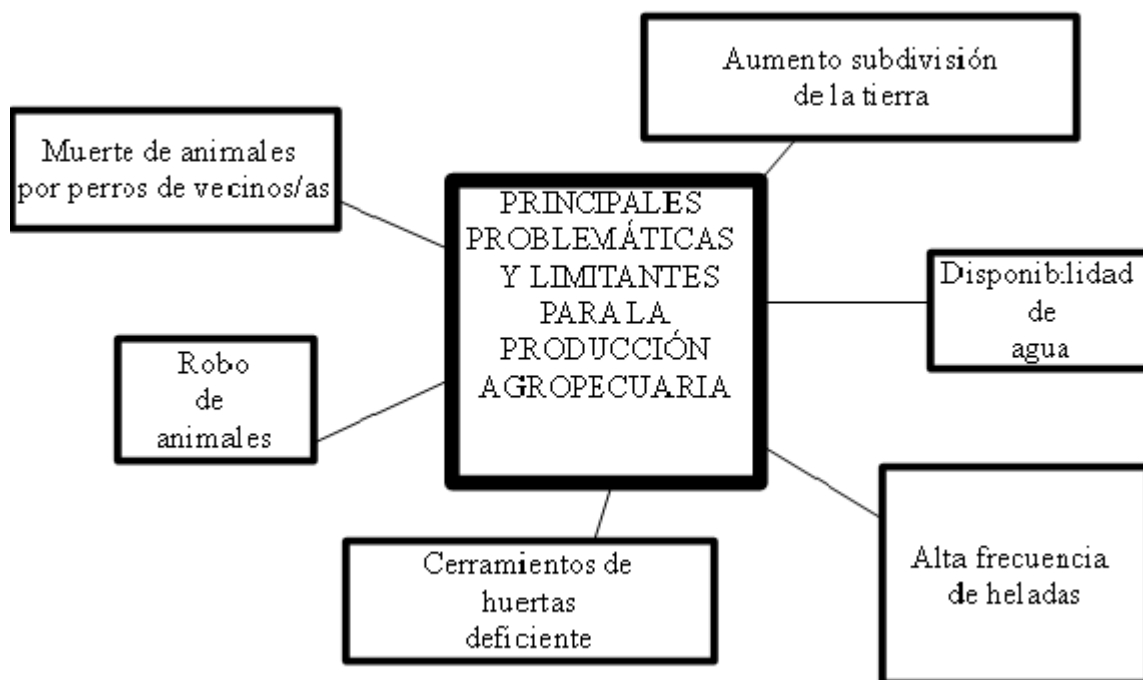 Aumento subdivisión
de la tierra
Muerte de animales
por perros de vecinos/as
PRINCIPALES
PROBLEMÁTICAS
Y LIMITANTES
PARA LA
PRODUCCIÓN
AGROPECUARIA
Disponibilidad
de
agua
Robo
de
animales
Cerramientos de
huertas
deficiente
Alta frecuencia
de heladas